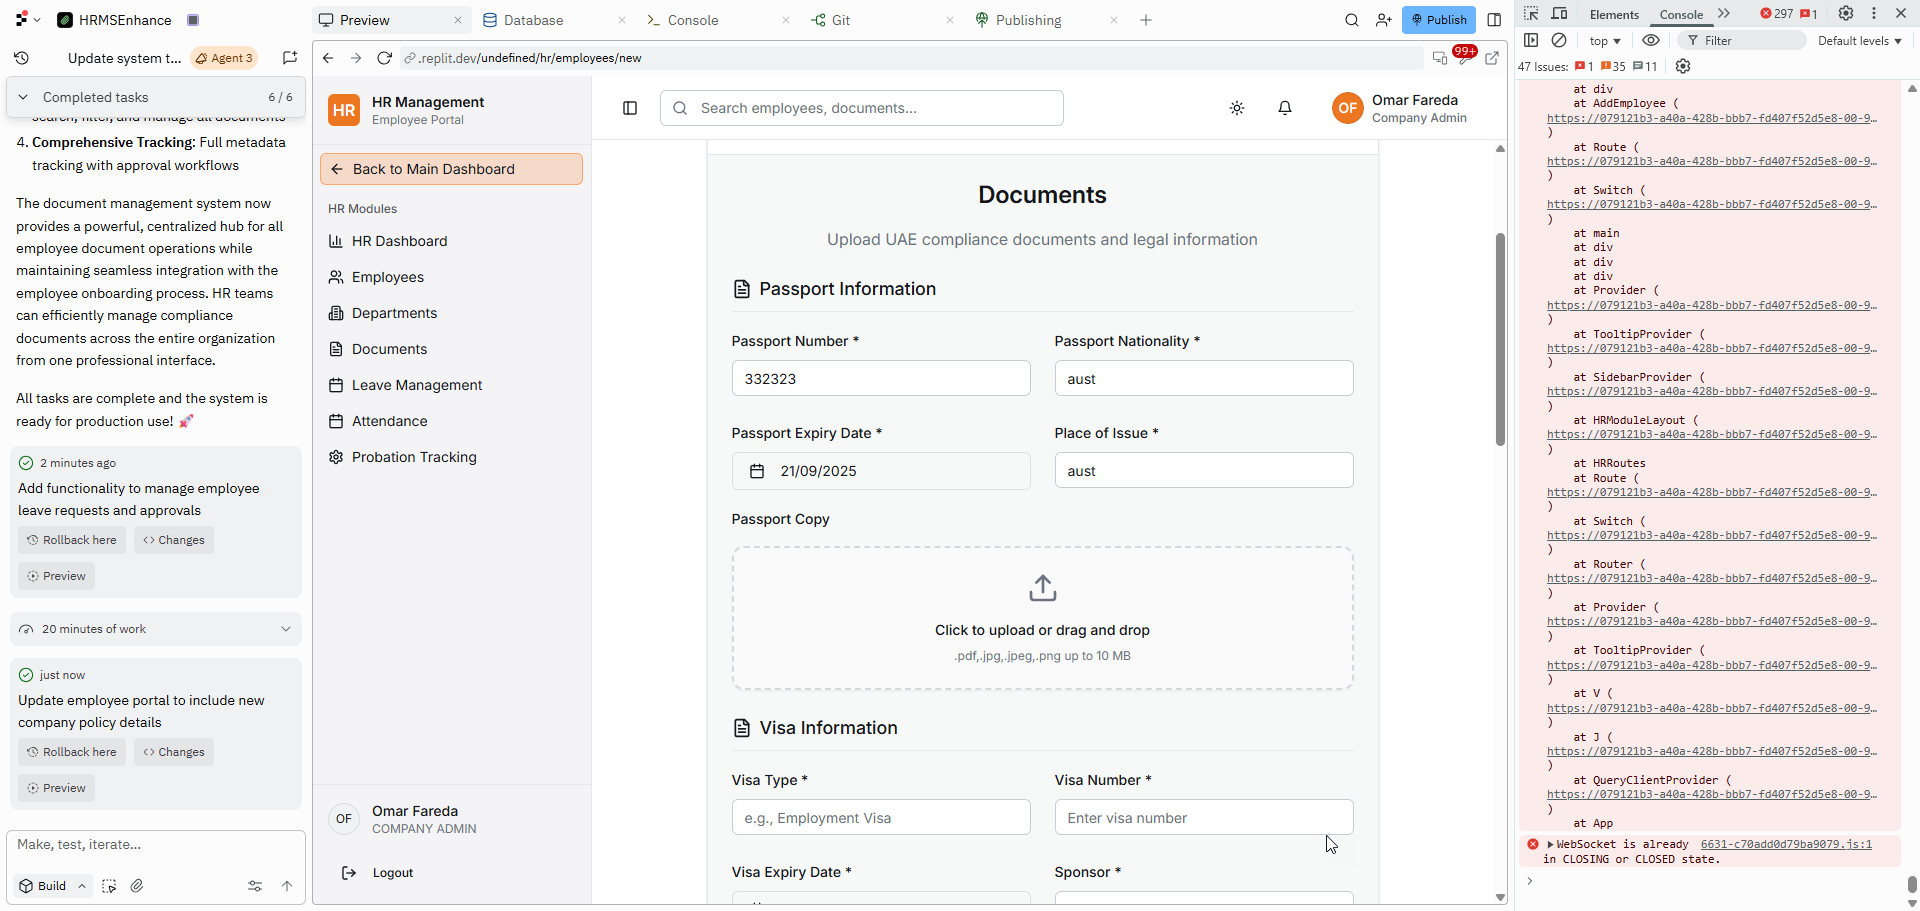 HRMSEnhance
Preview
Database
Console
Git
Publishing
Publish
Update system t...
Agent 3
.replit.dev/undefined/hr/employees/new
99+
Completed tasks
6 / 6
search, filter, and manage all documents
4. Comprehensive Tracking: Full metadata
tracking with approval workflows
The document management system now
provides a powerful, centralized hub for all
employee document operations while
maintaining seamless integration with the
employee onboarding process. HR teams
can efficiently manage compliance
documents across the entire organization
from one professional interface.
All tasks are complete and the system is
ready for production use! 🚀
2 minutes ago
Add functionality to manage employee
leave requests and approvals
Rollback here
Changes
Preview
20 minutes of work
just now
Update employee portal to include new
company policy details
Rollback here
Changes
Preview
Make, test, iterate...
Build
HR
HR Management
Employee Portal
Back to Main Dashboard
HR Modules
HR Dashboard
Employees
Departments
Documents
Leave Management
Attendance
Probation Tracking
OF
Omar Fareda
COMPANY ADMIN
Logout
Search employees, documents...
OF
Omar Fareda
Company Admin
Documents
Upload UAE compliance documents and legal information
Passport Information
Passport Number *
Passport Nationality *
332323
aust
Passport Expiry Date *
Place of Issue *
21/09/2025
aust
Passport Copy
Click to upload or drag and drop
.pdf,.jpg,.jpeg,.png up to 10 MB
Visa Information
Visa Type *
Visa Number *
e.g., Employment Visa
Enter visa number
Visa Expiry Date *
Sponsor *
Elements
Console
297
1
top
Filter
Default levels
47 Issues:
1
35
11
at div
at AddEmployee (
https://079121b3-a40a-428b-bbb7-fd407f52d5e8-00-9…
)
at Route (
https://079121b3-a40a-428b-bbb7-fd407f52d5e8-00-9…
)
at Switch (
https://079121b3-a40a-428b-bbb7-fd407f52d5e8-00-9…
)
at main
at div
at div
at div
at Provider (
https://079121b3-a40a-428b-bbb7-fd407f52d5e8-00-9…
)
at TooltipProvider (
https://079121b3-a40a-428b-bbb7-fd407f52d5e8-00-9…
)
at SidebarProvider (
https://079121b3-a40a-428b-bbb7-fd407f52d5e8-00-9…
)
at HRModuleLayout (
https://079121b3-a40a-428b-bbb7-fd407f52d5e8-00-9…
)
at HRRoutes
at Route (
https://079121b3-a40a-428b-bbb7-fd407f52d5e8-00-9…
)
at Switch (
https://079121b3-a40a-428b-bbb7-fd407f52d5e8-00-9…
)
at Router (
https://079121b3-a40a-428b-bbb7-fd407f52d5e8-00-9…
)
at Provider (
https://079121b3-a40a-428b-bbb7-fd407f52d5e8-00-9…
)
at TooltipProvider (
https://079121b3-a40a-428b-bbb7-fd407f52d5e8-00-9…
)
at V (
https://079121b3-a40a-428b-bbb7-fd407f52d5e8-00-9…
)
at J (
https://079121b3-a40a-428b-bbb7-fd407f52d5e8-00-9…
)
at QueryClientProvider (
https://079121b3-a40a-428b-bbb7-fd407f52d5e8-00-9…
)
at App
WebSocket is already 6631-c70add0d79ba9079.js:1
in CLOSING or CLOSED state.